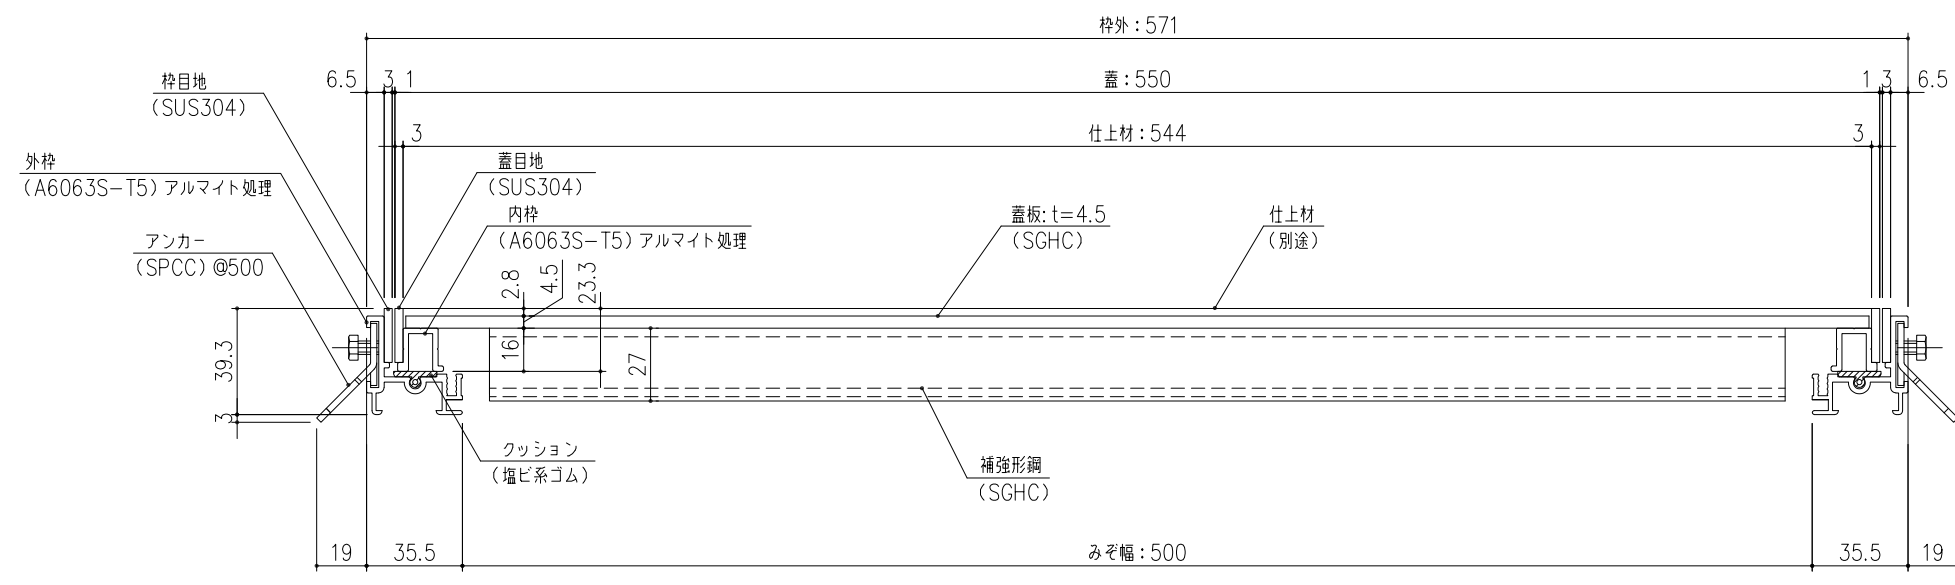 枠外：571
6.5
3
1
蓋：550
1
3
6.5
枠目地
(SUS304)
3
仕上材：544
3
外枠
(A6063S-T5) アルマイト処理
蓋目地
(SUS304)
内枠
(A6063S-T5) アルマイト処理
蓋板: t=4.5
(SGHC)
仕上材
(別途)
アンカー
(SPCC) @500
2.8
4.5
23.3
16
27
39.3
3
クッション
(塩ビ系ゴム)
補強形鋼
(SGHC)
19
35.5
みぞ幅：500
35.5
19